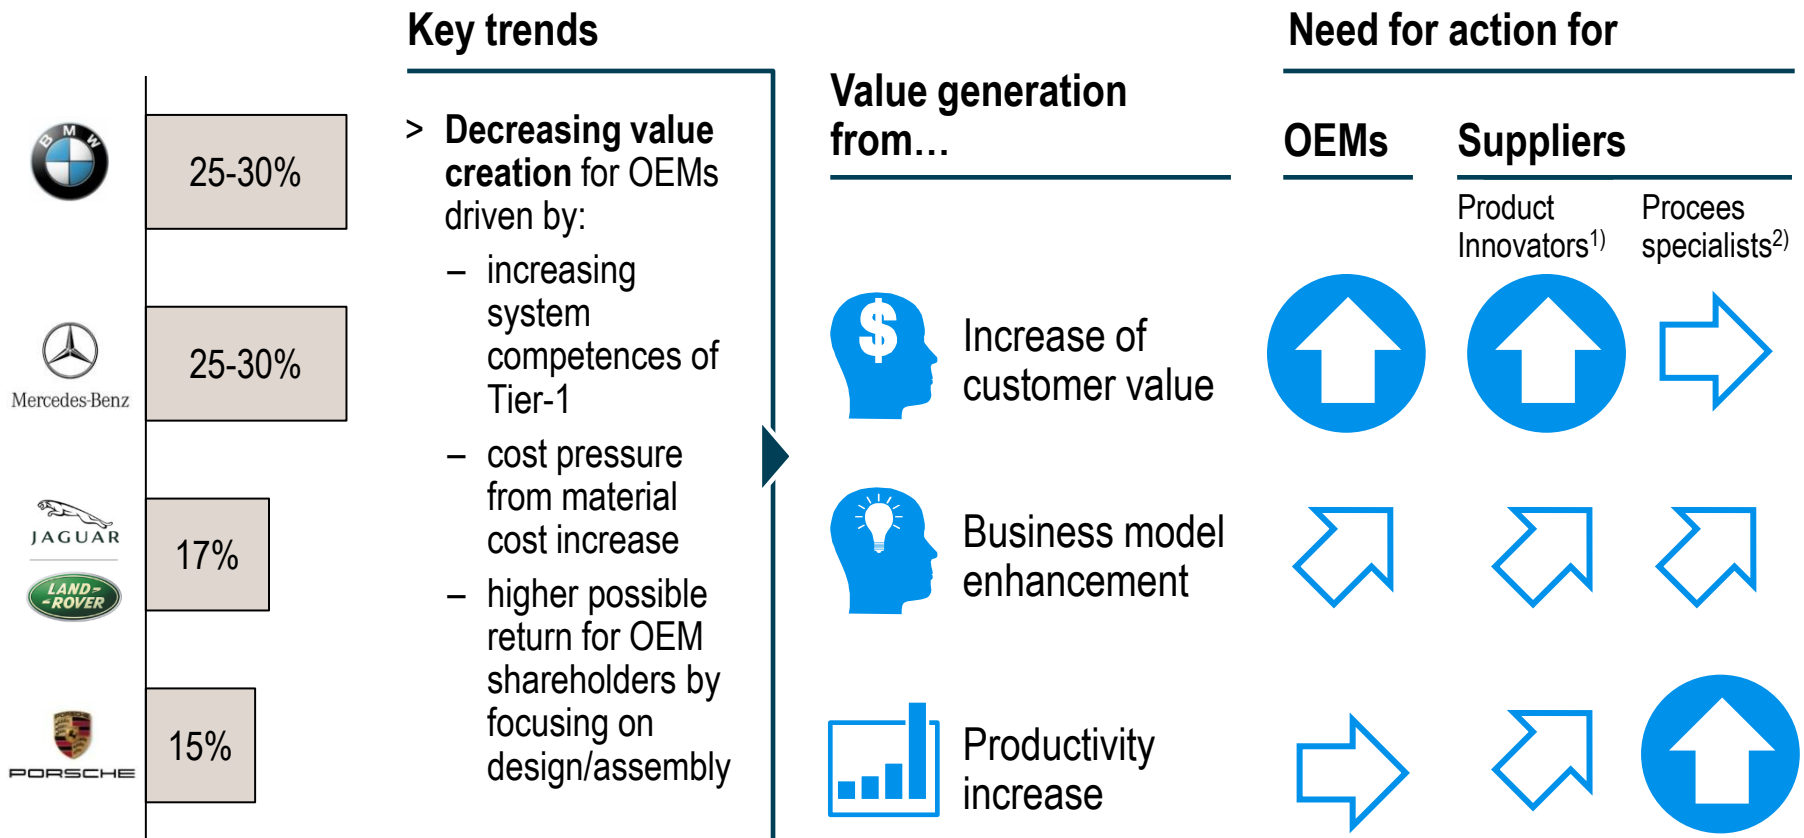 BMW
25-30%
Mercedes-Benz
25-30%
JAGUAR
LAND-
-ROVER
17%
PORSCHE
PORSCHE
15%
Key trends
> Decreasing value
creation for OEMs
driven by:
– increasing
system
competences of
Tier-1
– cost pressure
from material
cost increase
– higher possible
return for OEM
shareholders by
focusing on
design/assembly
Value generation
from…
$
Increase of
customer value
Business model
enhancement
Productivity
increase
Need for action for
OEMs
Suppliers
Product
Innovators1)
Procees
specialists2)